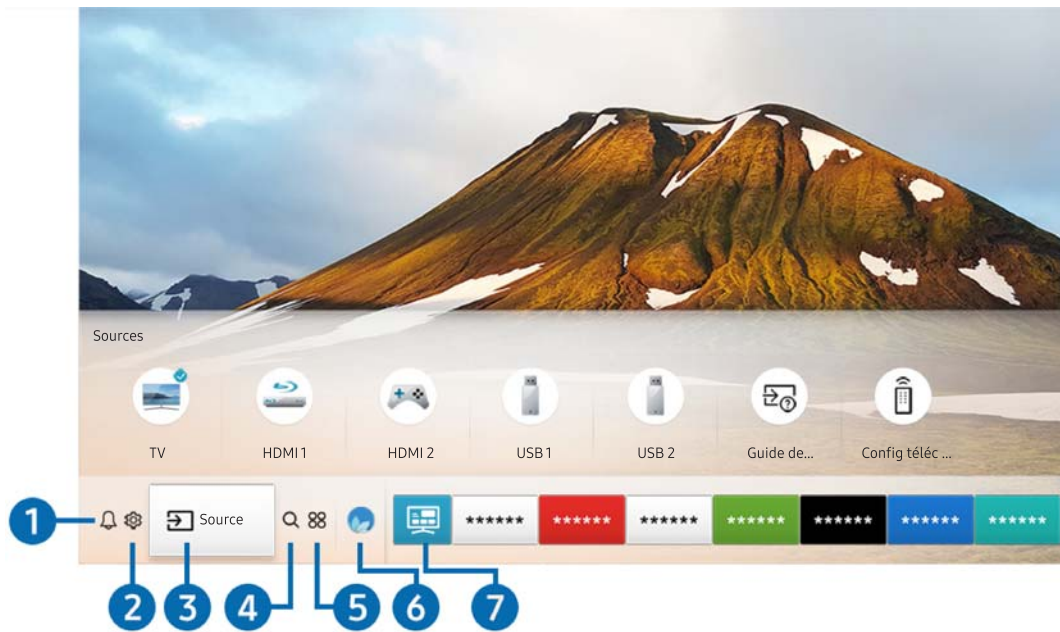 Sources
TV
HDMI 1
HDMI 2
USB 1
USB 2
Guide de...
Config téléc ...
1
Source
******
******
******
******
******
******
******
2
3
4
5
6
7